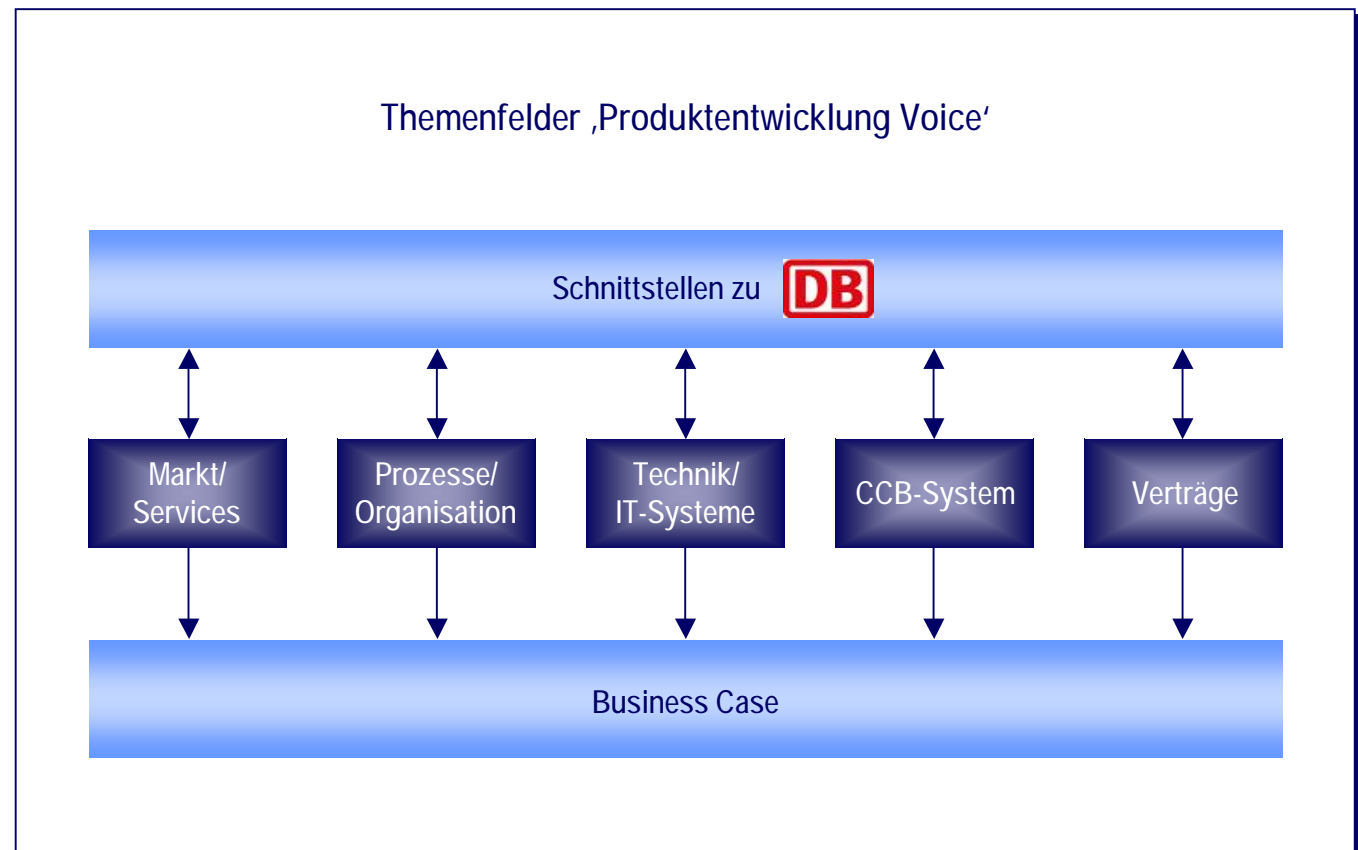 Themenfelder ‚Produktentwicklung Voice‘
Schnittstellen zu DB
Markt/
Services
Prozesse/
Organisation
Technik/
IT-Systeme
CCB-System
Verträge
Business Case